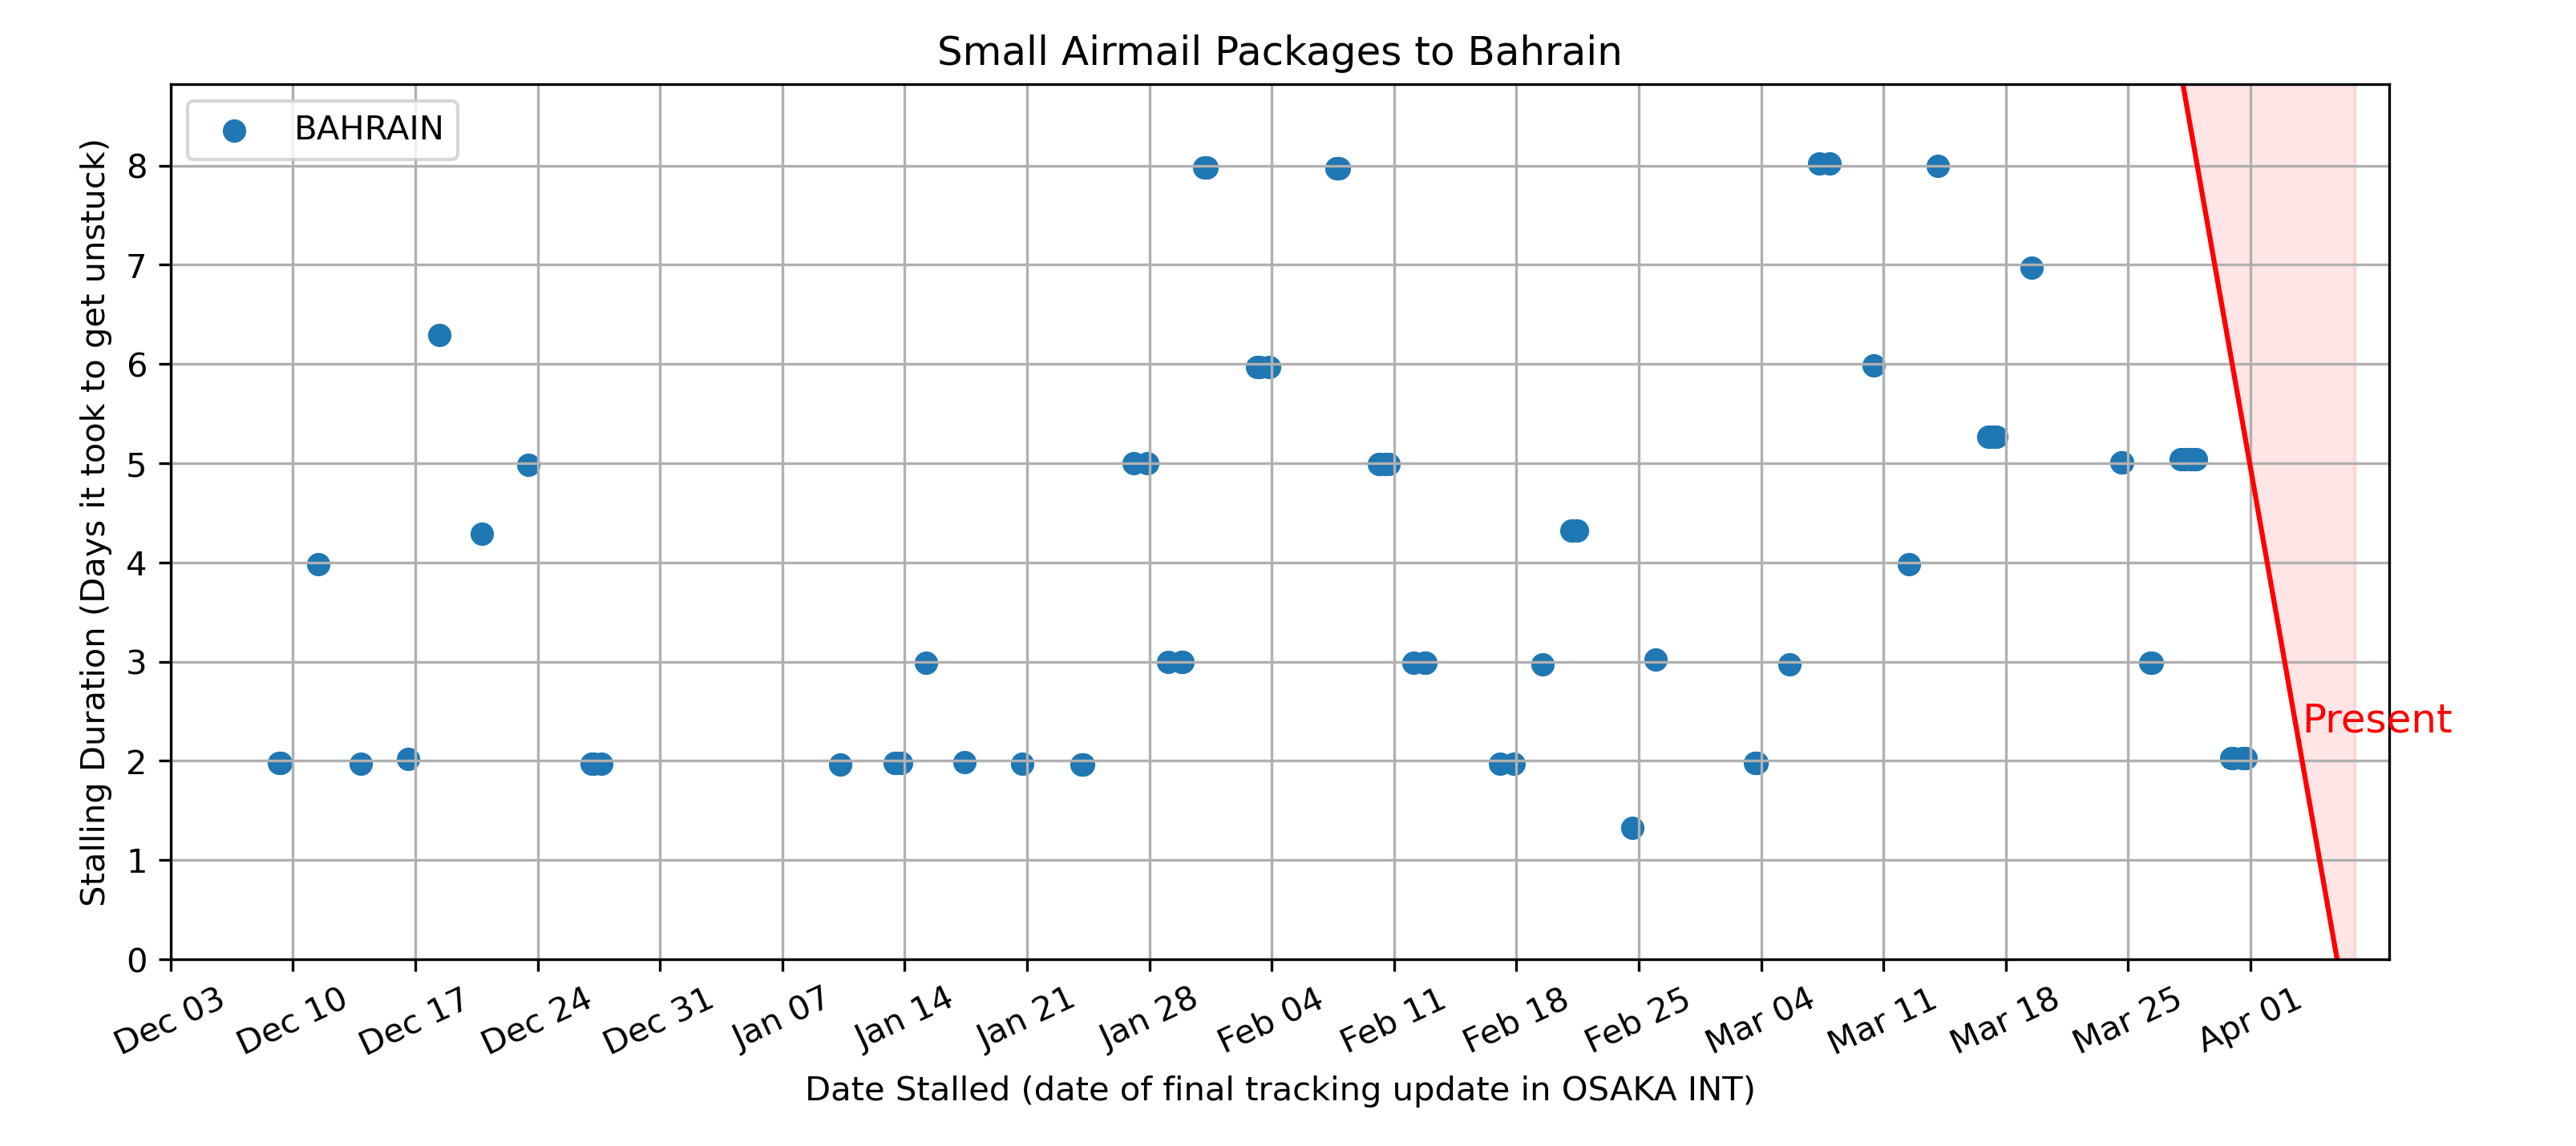 Small Airmail Packages to Bahrain
BAHRAIN
Stalling Duration (Days it took to get unstuck)
8
7
6
5
4
3
2
1
0
Present
Dec 03
Dec 10
Dec 17
Dec 24
Dec 31
Jan 07
Jan 14
Jan 21
Jan 28
Feb 04
Feb 11
Feb 18
Feb 25
Mar 04
Mar 11
Mar 18
Mar 25
Apr 01
Date Stalled (date of final tracking update in OSAKA INT)